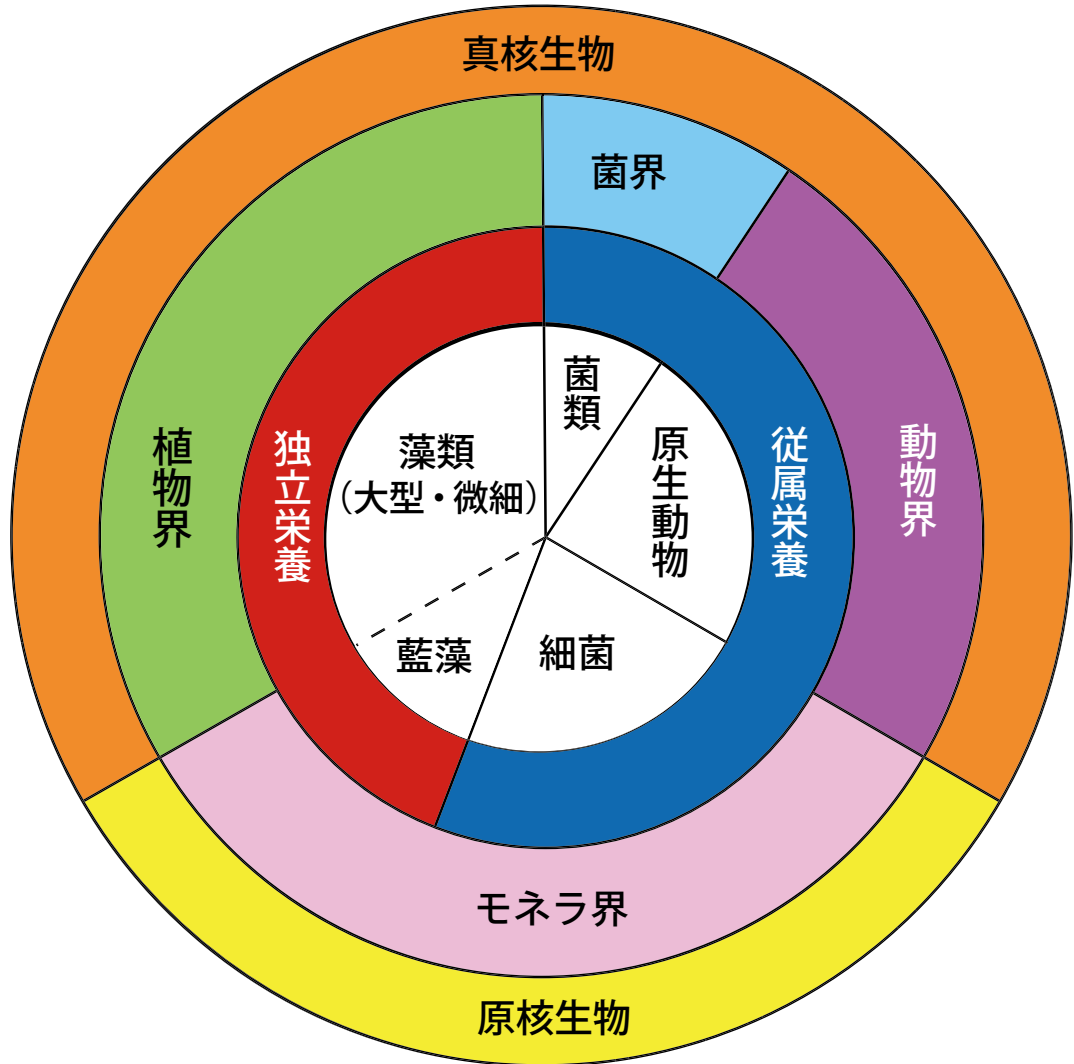 真核生物
菌界
植物界
独立栄養
藻類
（大型・微細）
菌類
原生動物
従属栄養
動物界
藍藻
細菌
モネラ界
原核生物